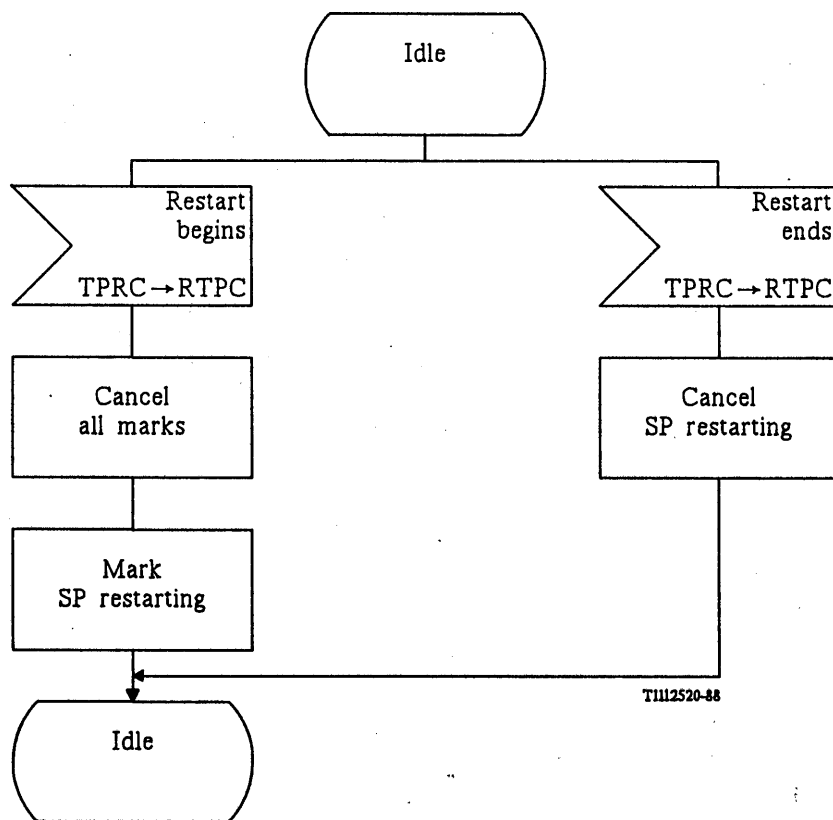 Idle
Restart
begins
TPRC → RTPC
Restart
ends
TPRC → RTPC
Cancel
all marks
Cancel
SP restarting
Mark
SP restarting
T1112520-88
Idle